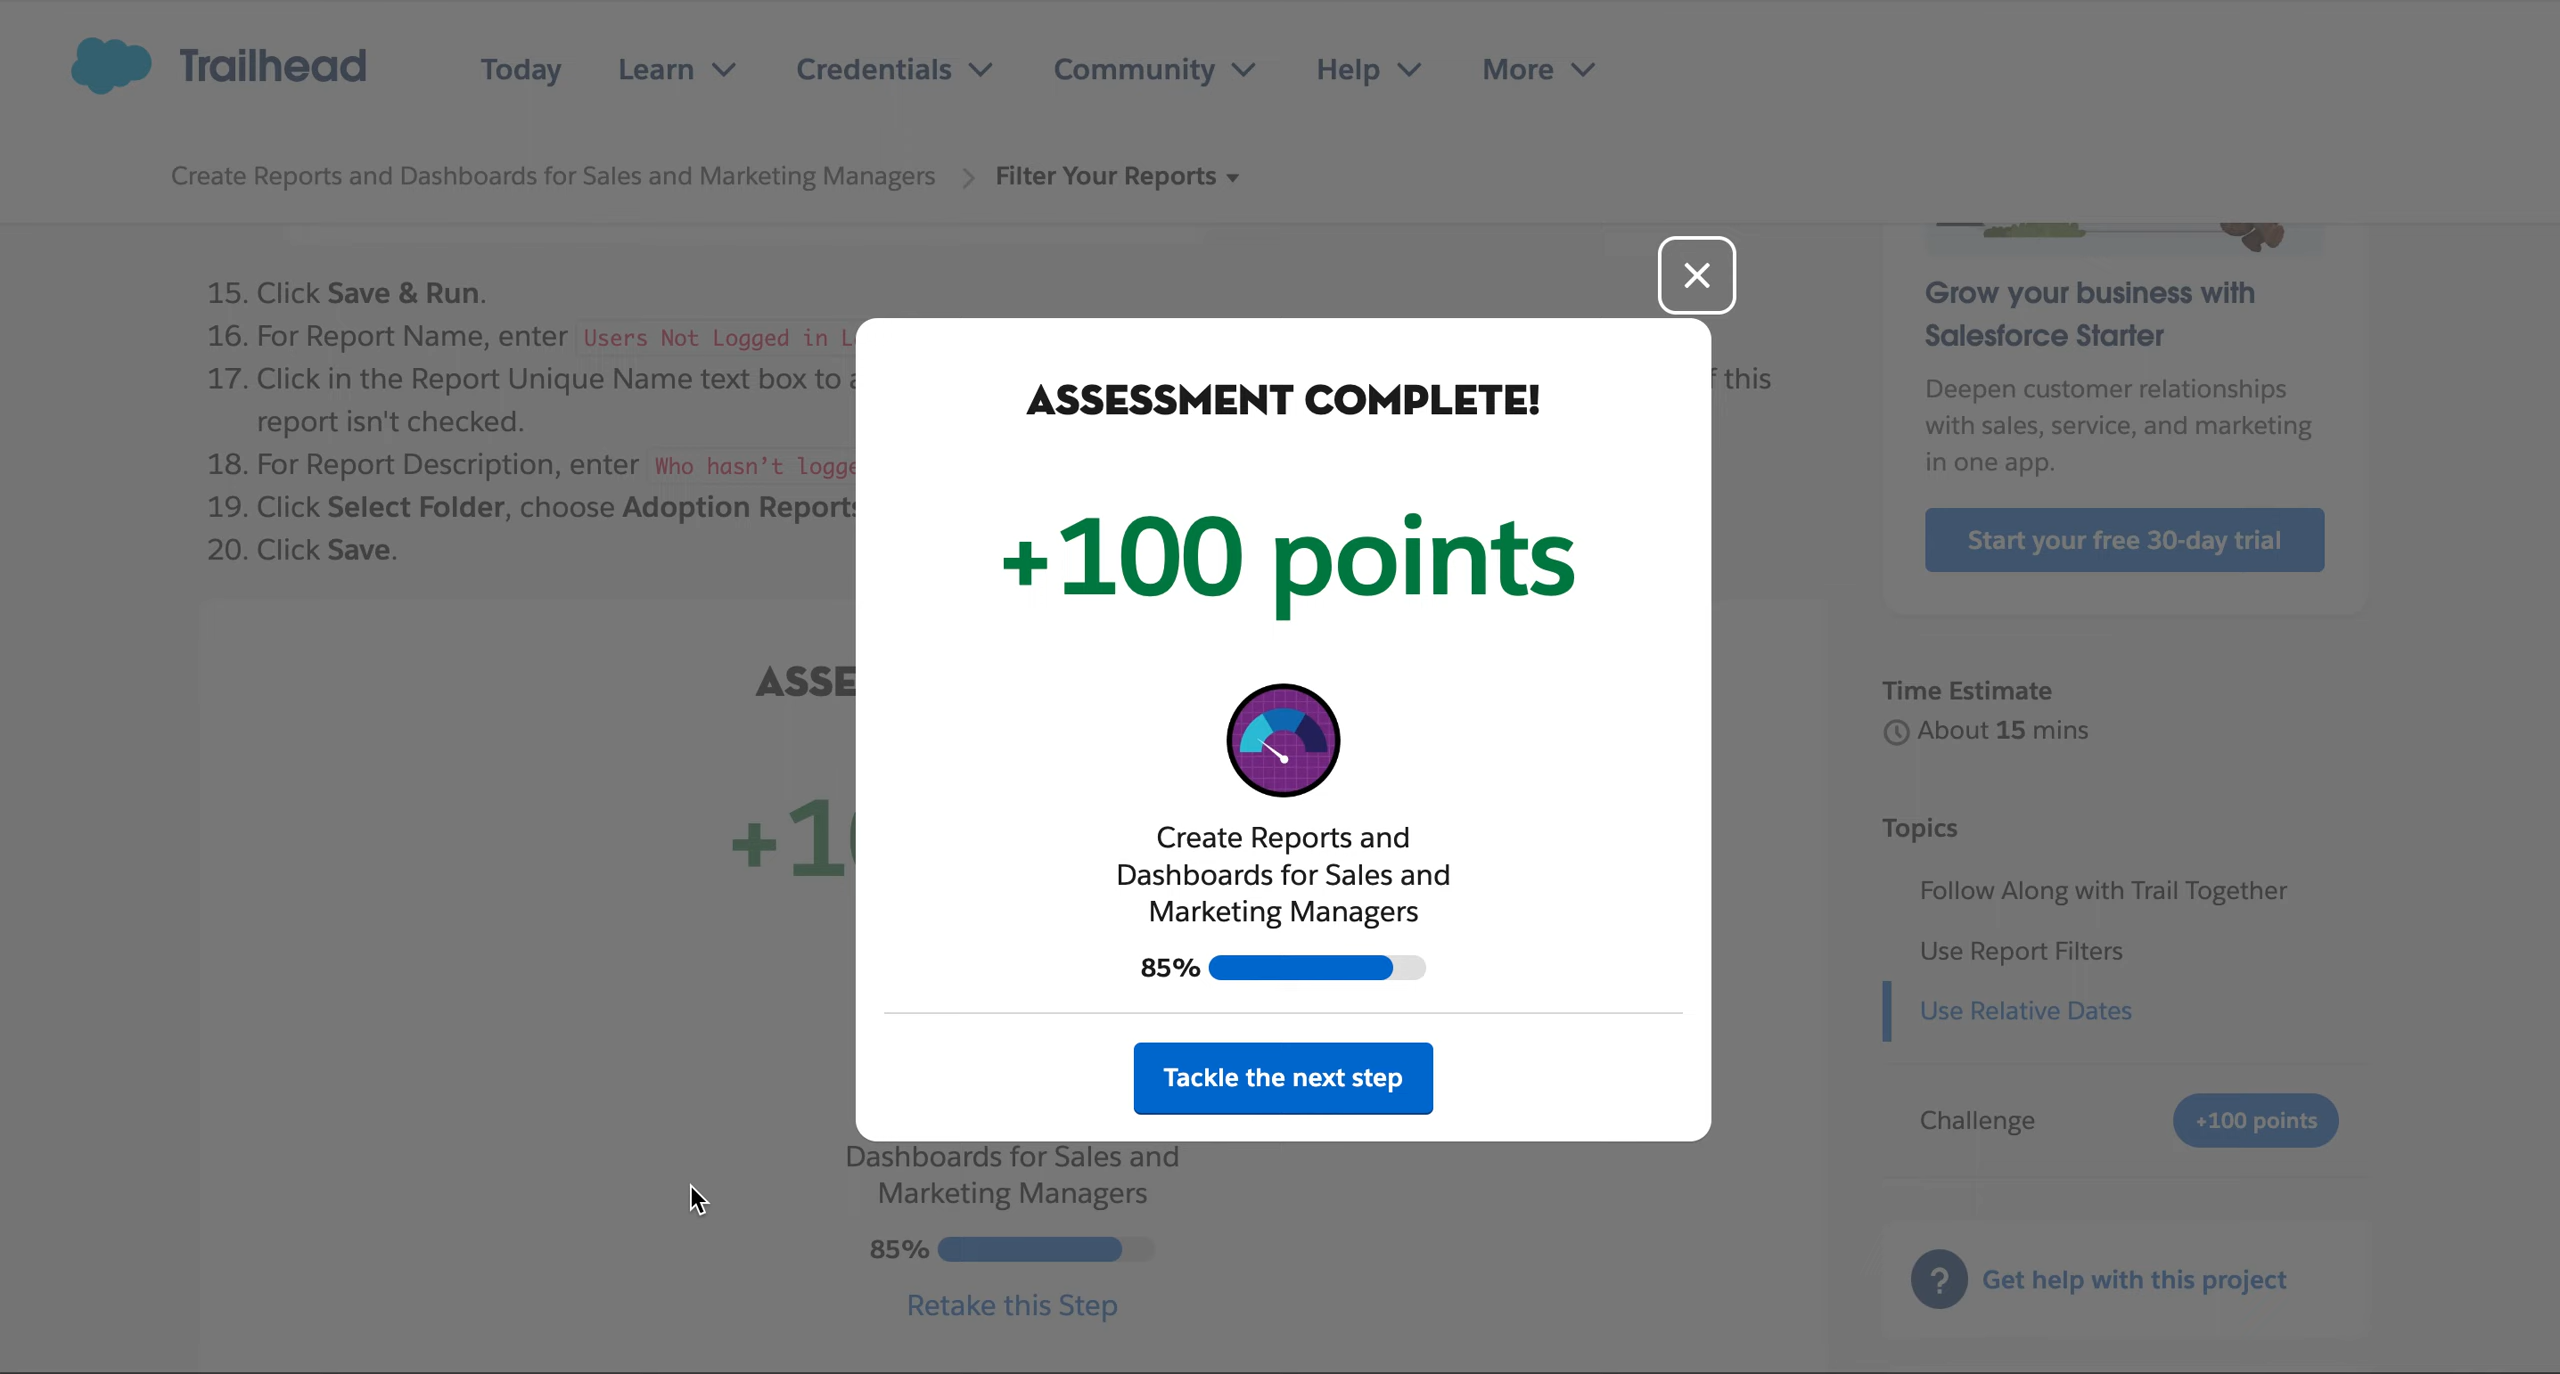 Trailhead
Today Learn Credentials Community Help More
Create Reports and Dashboards for Sales and Marketing Managers > Filter Your Reports
15. Click Save & Run.
16. For Report Name, enter Users Not Logged in
17. Click in the Report Unique Name text box to
f this
report isn't checked.
18. For Report Description, enter Who hasn’t logge
19. Click Select Folder, choose Adoption Reports
20. Click Save.
ASSE
+10
Dashboards for Sales and
Marketing Managers
85%
Retake this Step
ASSESSMENT COMPLETE!
+100 points
Create Reports and
Dashboards for Sales and
Marketing Managers
85%
Tackle the next step
Grow your business with
Salesforce Starter
Deepen customer relationships
with sales, service, and marketing
in one app.
Start your free 30-day trial
Time Estimate
About 15 mins
Topics
Follow Along with Trail Together
Use Report Filters
Use Relative Dates
Challenge +100 points
? Get help with this project